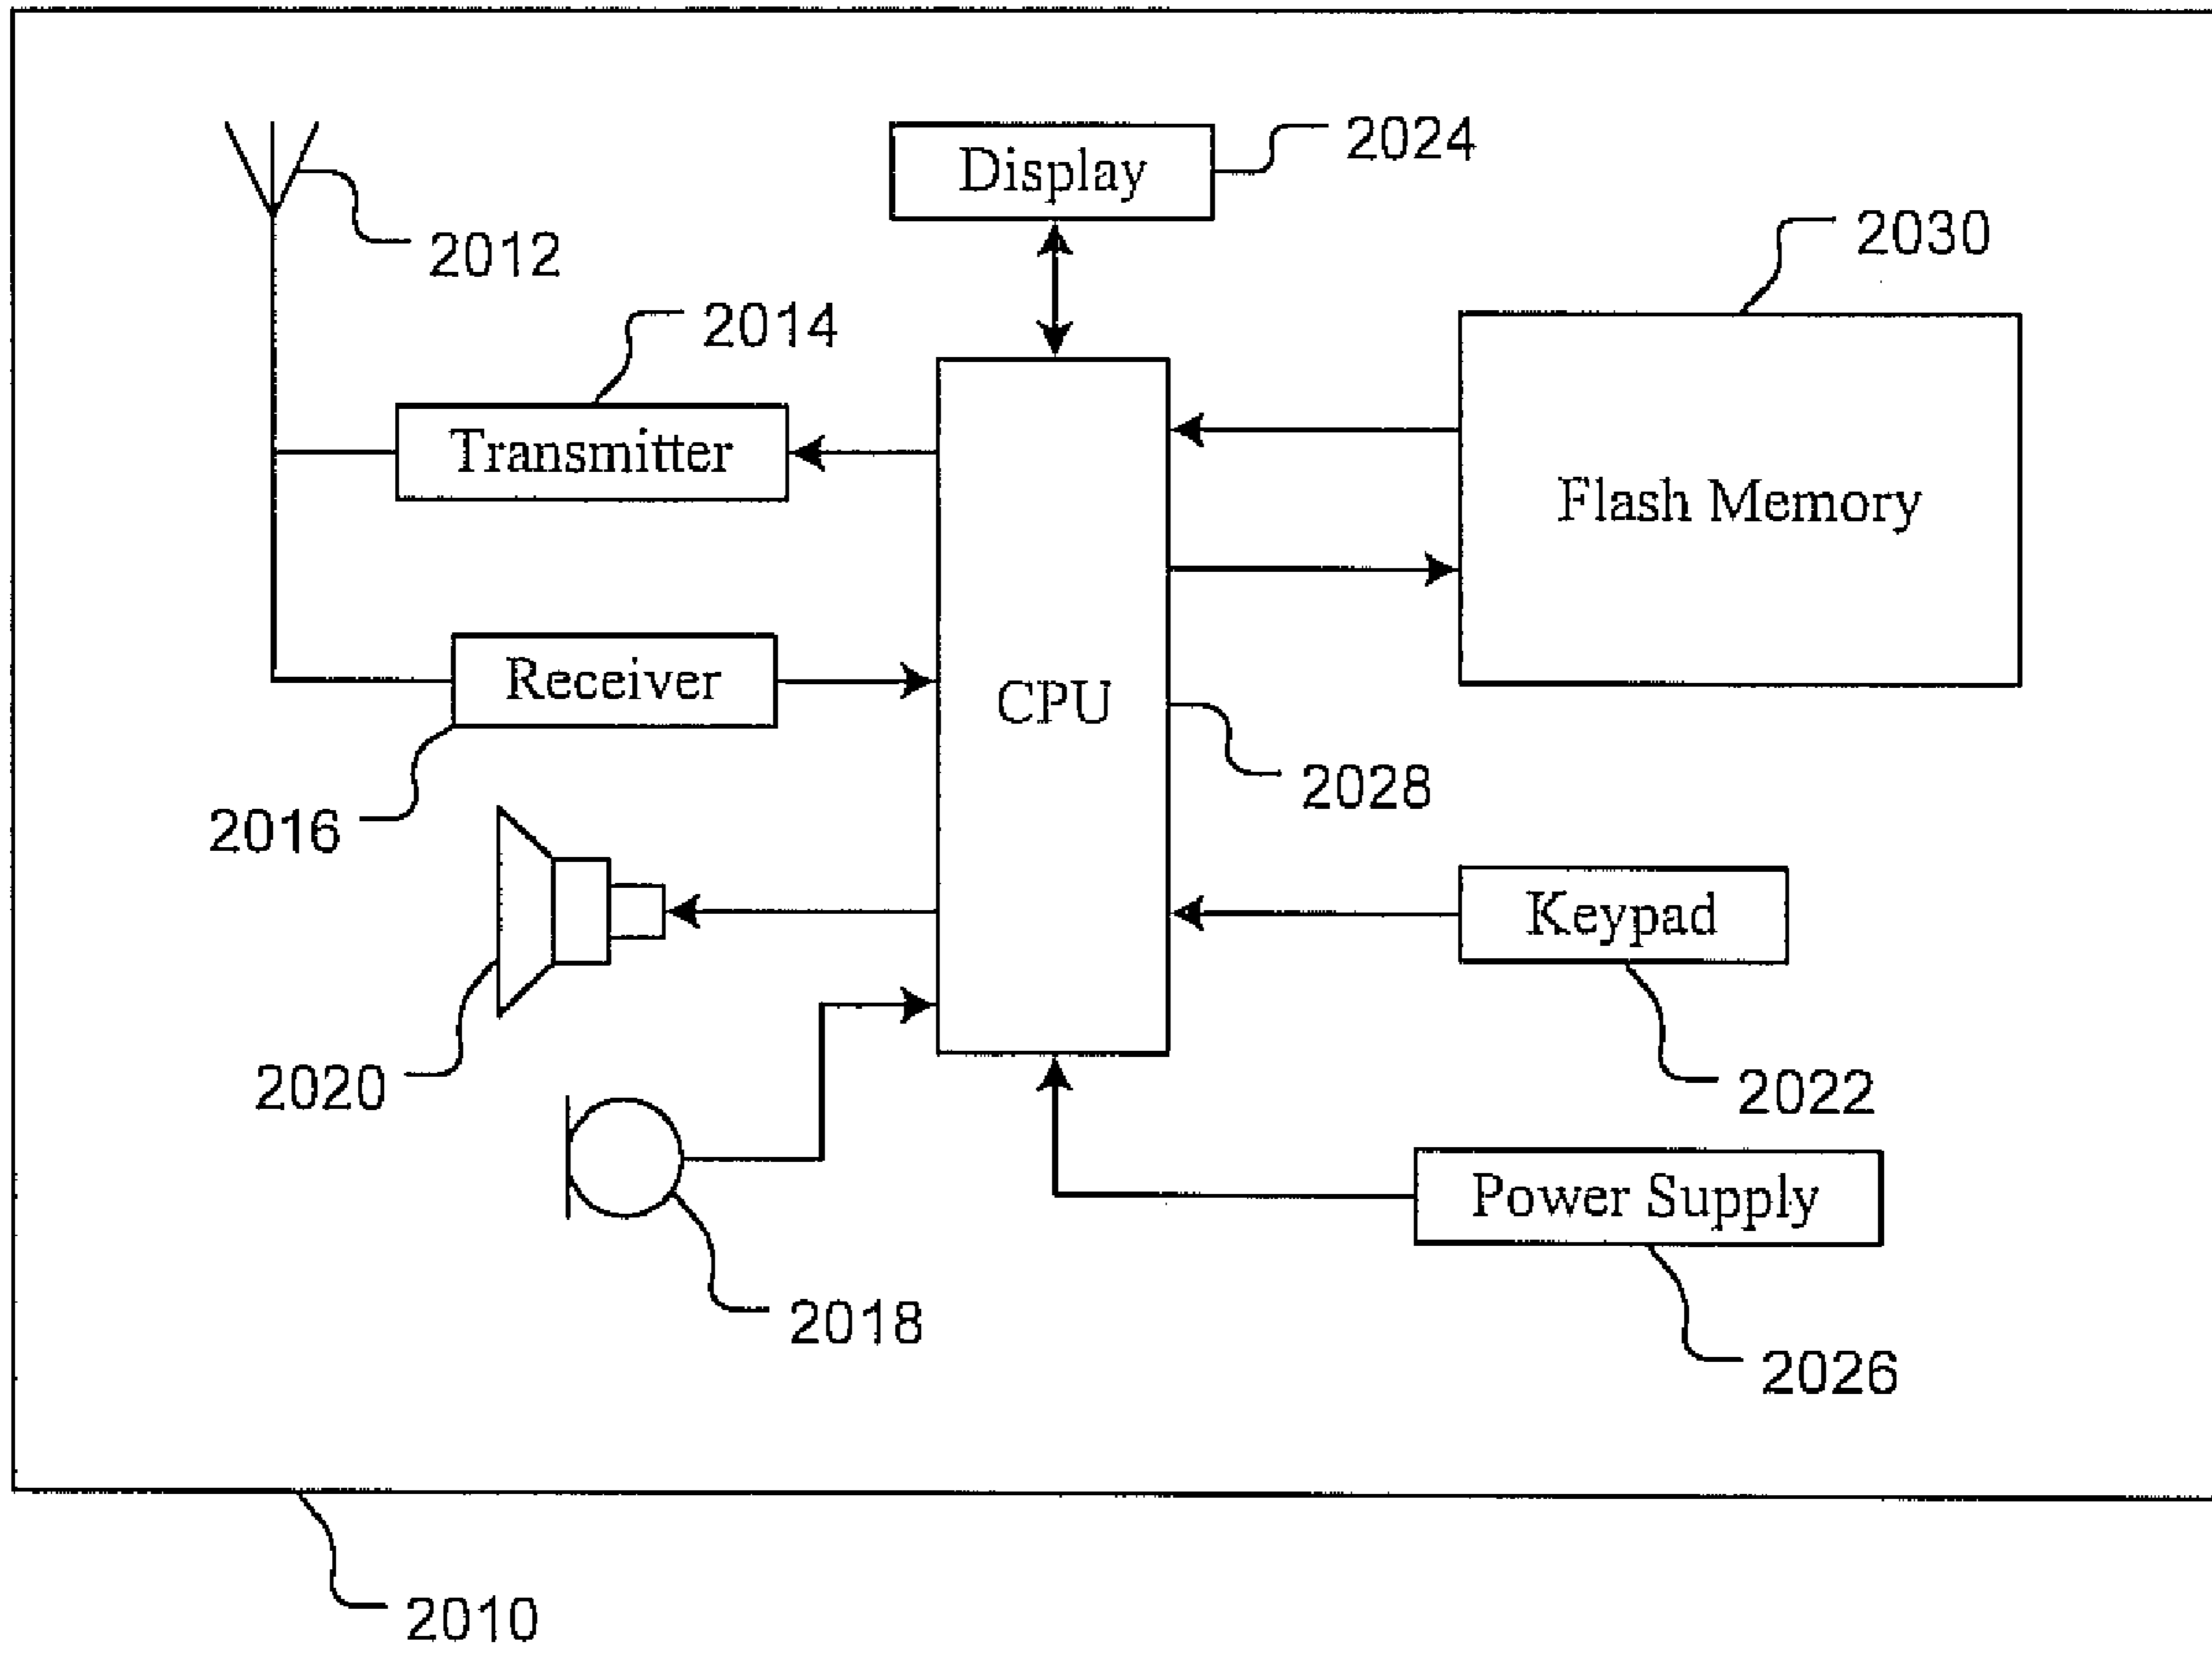 Display
2024
2012
2030
2014
Transmitter
Flash Memory
Receiver
CPU
2028
2016
Keypad
2020
2022
Power Supply
2018
2026
2010